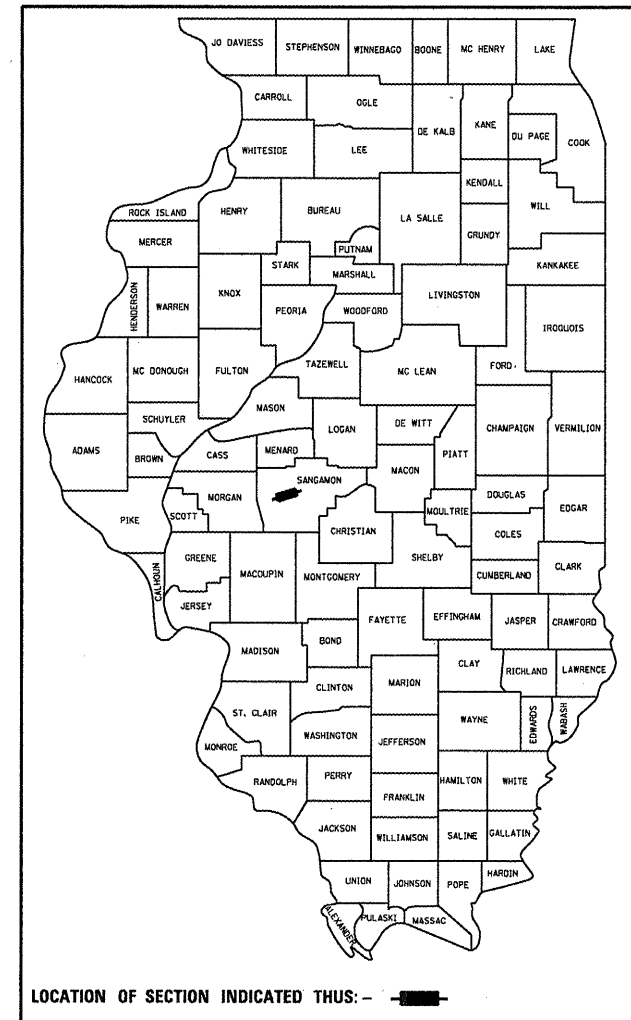 JO DAVIESS
STEPHENSON
WINNEBAGO
BOONE
MC HENRY
LAKE
CARROLL
OGLE
DE KALB
KANE
DU PAGE
COOK
WHITESIDE
LEE
KENDALL
WILL
ROCK ISLAND
HENRY
BUREAU
LA SALLE
GRUNDY
MERCER
PUTNAM
STARK
MARSHALL
KANKAKEE
HENDERSON
WARREN
KNOX
PEORIA
WOODFORD
LIVINGSTON
IROQUOIS
HANCOCK
MC DONOUGH
FULTON
TAZEWELL
MC LEAN
FORD
SCHUYLER
MASON
LOGAN
DE WITT
CHAMPAIGN
VERMILION
ADAMS
BROWN
CASS
MENARD
MACON
PIATT
SANGAMON
DOUGLAS
EDGAR
PIKE
SCOTT
MORGAN
CHRISTIAN
MOULTRIE
COLES
CALHOUN
GREENE
MACOUPIN
MONTGOMERY
SHELBY
CUMBERLAND
CLARK
JERSEY
FAYETTE
EFFINGHAM
JASPER
CRAWFORD
MADISON
BOND
CLAY
RICHLAND
LAWRENCE
CLINTON
MARION
ST. CLAIR
WAYNE
EDWARDS
WABASH
MONROE
WASHINGTON
JEFFERSON
RANDOLPH
PERRY
HAMILTON
WHITE
FRANKLIN
JACKSON
WILLIAMSON
SALINE
GALLATIN
UNION
JOHNSON
POPE
HARDIN
ALEXANDER
PULASKI
MASSAC
LOCATION OF SECTION INDICATED THUS: -